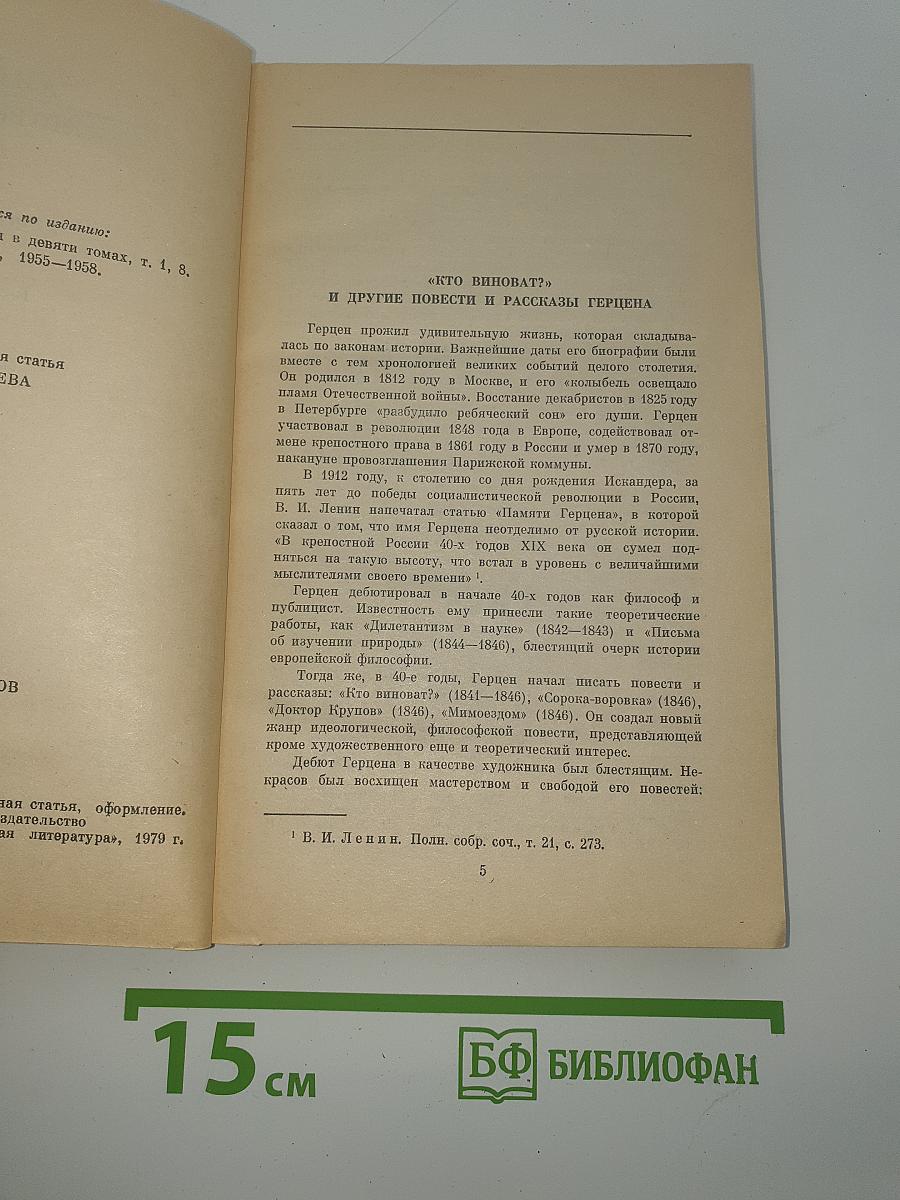 ся по изданию:
в девяти томах, т. 1, 8.
1955—1958.
я статья
ЕВА
ОВ
ная статья, оформление.
здательство
ая литература», 1979 г.
«КТО ВИНОВАТ?»
И ДРУГИЕ ПОВЕСТИ И РАССКАЗЫ ГЕРЦЕНА
Герцен прожил удивительную жизнь, которая складыва-
лась по законам истории. Важнейшие даты его биографии были
вместе с тем хронологией великих событий целого столетия.
Он родился в 1812 году в Москве, и его «колыбель освещало
пламя Отечественной войны». Восстание декабристов в 1825 году
в Петербурге «разбудило ребяческий сон» его души. Герцен
участвовал в революции 1848 года в Европе, содействовал от-
мене крепостного права в 1861 году в России и умер в 1870 году,
накануне провозглашения Парижской коммуны.
В 1912 году, к столетию со дня рождения Искандера, за
пять лет до победы социалистической революции в России,
В. И. Ленин напечатал статью «Памяти Герцена», в которой
сказал о том, что имя Герцена неотделимо от русской истории.
«В крепостной России 40-х годов XIX века он сумел под-
няться на такую высоту, что встал в уровень с величайшими
мыслителями своего времени» ¹.
Герцен дебютировал в начале 40-х годов как философ и
публицист. Известность ему принесли такие теоретические
работы, как «Дилетантизм в науке» (1842—1843) и «Письма
об изучении природы» (1844—1846), блестящий очерк истории
европейской философии.
Тогда же, в 40-е годы, Герцен начал писать повести и
рассказы: «Кто виноват?» (1841—1846), «Сорока-воровка» (1846),
«Доктор Крупов» (1846), «Мимоездом» (1846). Он создал новый
жанр идеологической, философской повести, представляющей
кроме художественного еще и теоретический интерес.
Дебют Герцена в качестве художника был блестящим. Не-
красов был восхищен мастерством и свободой его повестей:
¹ В. И. Ленин. Полн. собр. соч., т. 21, с. 273.
5
15 см
БФ БИБЛИОФАН